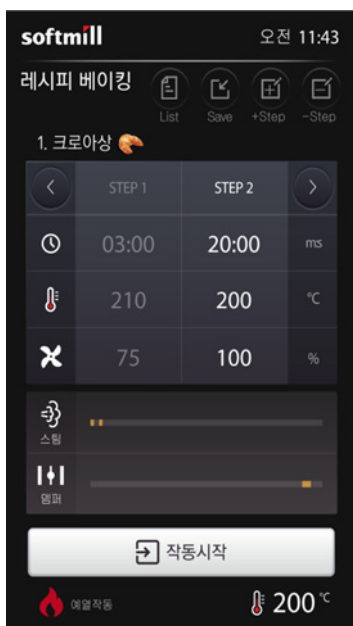 softmill 오전 11:43
레시피 베이킹
List Save +Step -Step
1. 크로아상
STEP 1 STEP 2
03:00 20:00 m:s
210 200 °C
75 100 %
스팀
댐퍼
작동시작
예열작동 200 °C